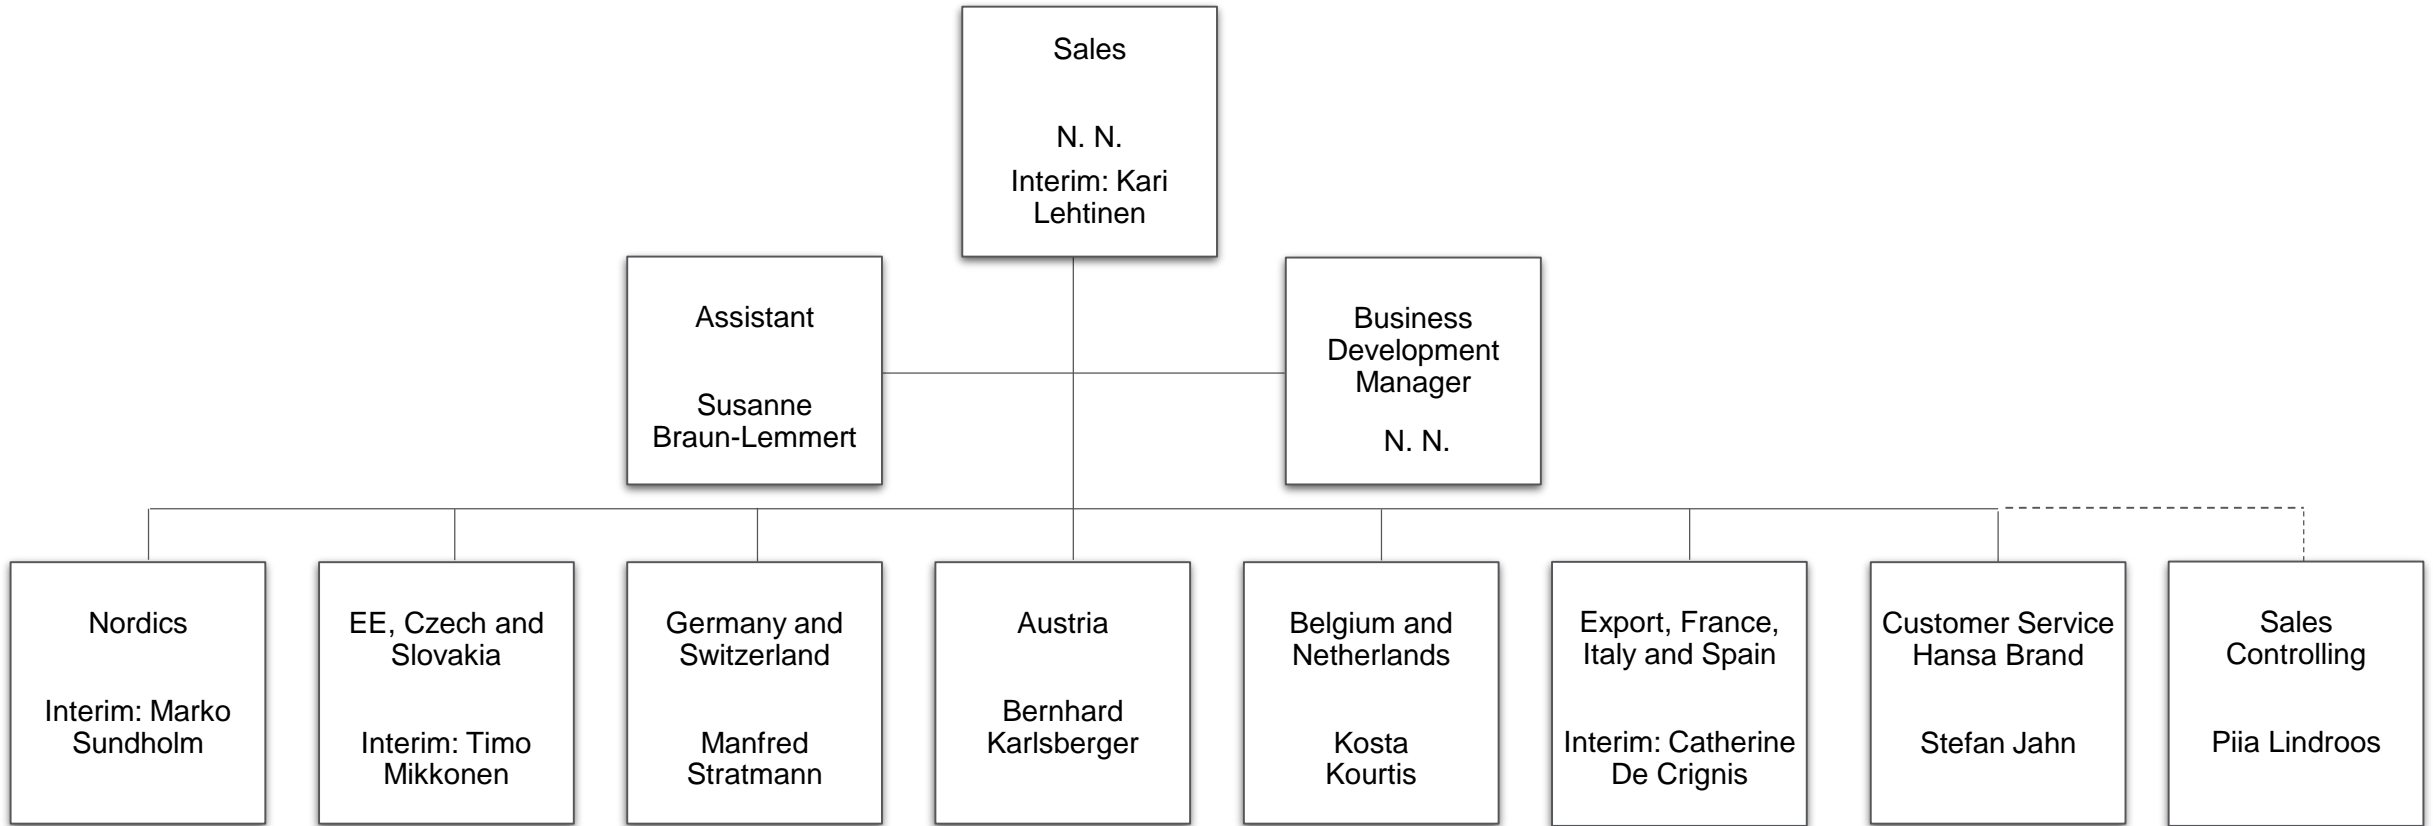 Sales
N. N.
Interim: Kari
Lehtinen
Assistant
Susanne
Braun-Lemmert
Business
Development
Manager
N. N.
Nordics
Interim: Marko
Sundholm
EE, Czech and
Slovakia
Interim: Timo
Mikkonen
Germany and
Switzerland
Manfred
Stratmann
Austria
Bernhard
Karlsberger
Belgium and
Netherlands
Kosta
Kourtis
Export, France,
Italy and Spain
Interim: Catherine
De Crignis
Customer Service
Hansa Brand
Stefan Jahn
Sales
Controlling
Piia Lindroos